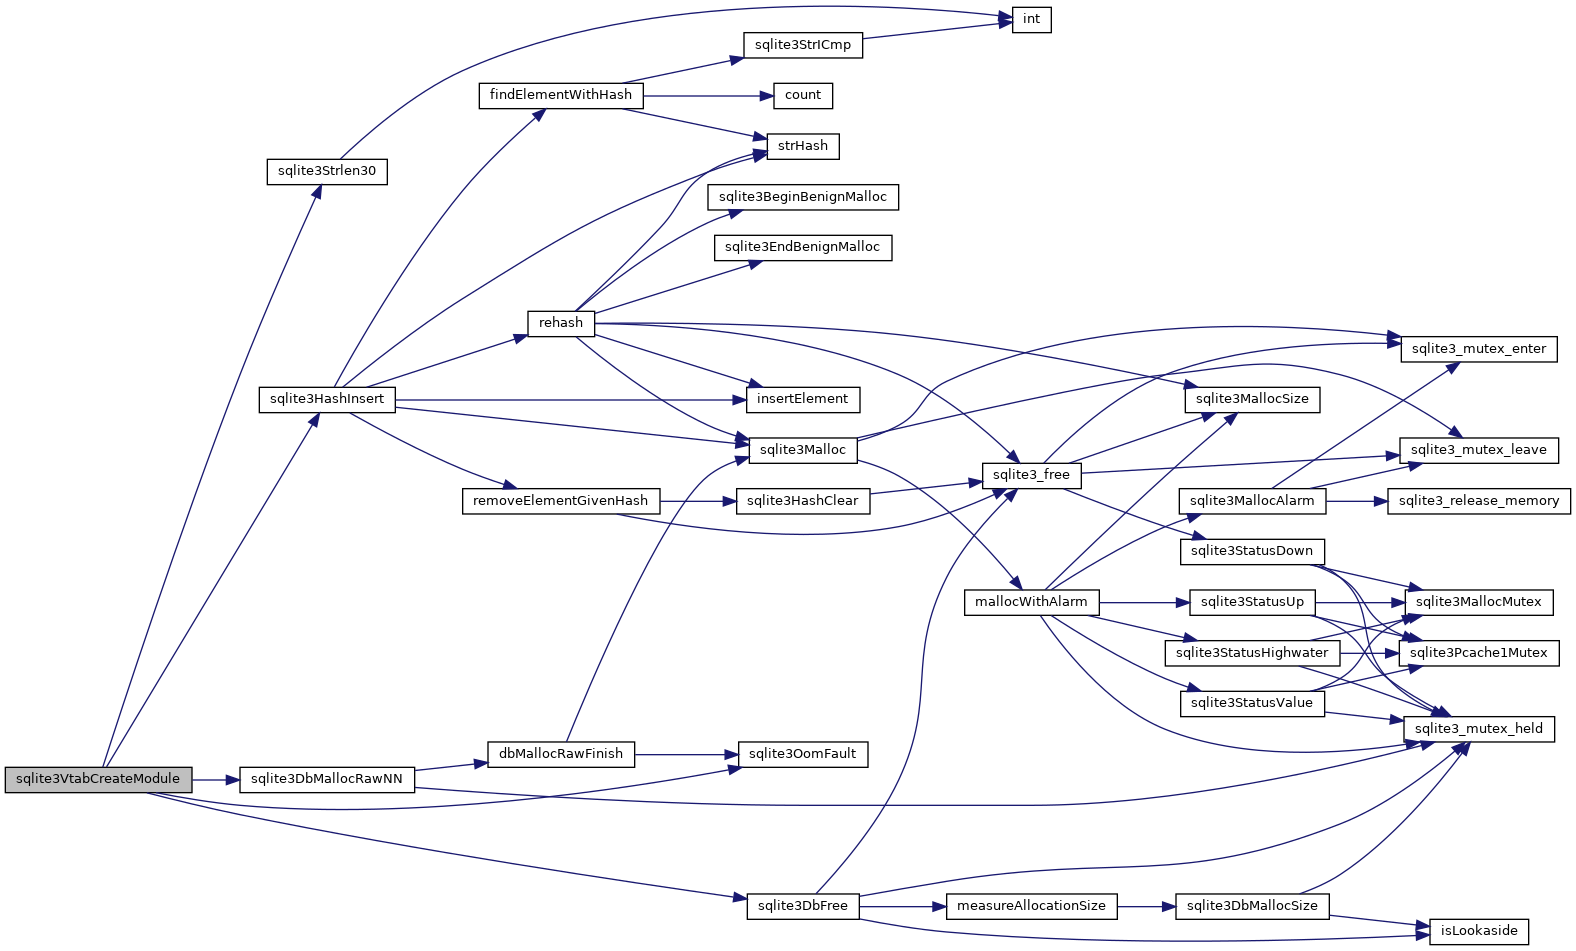 int
sqlite3StrICmp
findElementWithHash
count
strHash
sqlite3Strlen30
sqlite3BeginBenignMalloc
sqlite3EndBenignMalloc
rehash
sqlite3_mutex_enter
sqlite3HashInsert
insertElement
sqlite3MallocSize
sqlite3Malloc
sqlite3_mutex_leave
sqlite3_free
removeElementGivenHash
sqlite3HashClear
sqlite3MallocAlarm
sqlite3_release_memory
sqlite3StatusDown
mallocWithAlarm
sqlite3StatusUp
sqlite3MallocMutex
sqlite3StatusHighwater
sqlite3Pcache1Mutex
sqlite3StatusValue
sqlite3_mutex_held
dbMallocRawFinish
sqlite3OomFault
sqlite3VtabCreateModule
sqlite3DbMallocRawNN
sqlite3DbFree
measureAllocationSize
sqlite3DbMallocSize
isLookaside